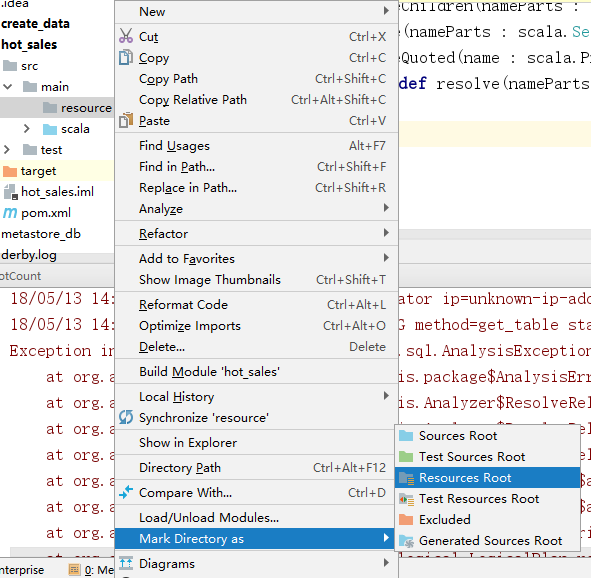 .idea
create_data
hot_sales
src
main
resource
scala
test
target
hot_sales.iml
pom.xml
metastore_db
derby.log
New
Cut Ctrl+X
Copy Ctrl+C
Copy Path Ctrl+Shift+C
Copy Relative Path Ctrl+Alt+Shift+C
Paste Ctrl+V
Find Usages Alt+F7
Find in Path... Ctrl+Shift+F
Replace in Path... Ctrl+Shift+R
Analyze
Refactor
Add to Favorites
Show Image Thumbnails Ctrl+Shift+T
Reformat Code Ctrl+Alt+L
Optimize Imports Ctrl+Alt+O
Delete... Delete
Build Module 'hot_sales'
Local History
Synchronize 'resource'
Show in Explorer
Directory Path Ctrl+Alt+F12
Compare With... Ctrl+D
Load/Unload Modules...
Mark Directory as
Diagrams
Sources Root
Test Sources Root
Resources Root
Test Resources Root
Excluded
Generated Sources Root
Children(nameParts :
(nameParts : scala.Se
eQuoted(name : scala.P
def resolve(nameParts
otCount
18/05/13 14: ator ip=unknown-ip-add
18/05/13 14: G method=get_table sta
Exception in .sql.AnalysisException
at org.a is.package$AnalysisErr
at org.a is.Analyzer$ResolveRel
at org.a
at org.a
at org.a
at org.a
at org.a
nterprise
0: Me